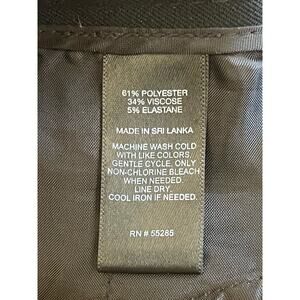 61% POLYESTER
34% VISCOSE
5% ELASTANE
MADE IN SRI LANKA
MACHINE WASH COLD
WITH LIKE COLORS,
GENTLE CYCLE, ONLY
NON-CHLORINE BLEACH
WHEN NEEDED.
LINE DRY.
COOL IRON IF NEEDED.
RN # 55285